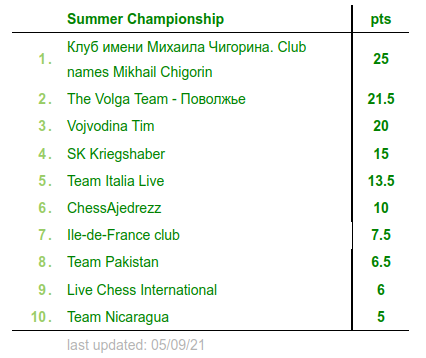 Summer Championship pts
1. Клуб имени Михаила Чигорина. Club
names Mikhail Chigorin 25
2. The Volga Team - Поволжье 21.5
3. Vojvodina Tim 20
4. SK Kriegshaber 15
5. Team Italia Live 13.5
6. ChessAjedrezz 10
7. Ile-de-France club 7.5
8. Team Pakistan 6.5
9. Live Chess International 6
10. Team Nicaragua 5
last updated: 05/09/21